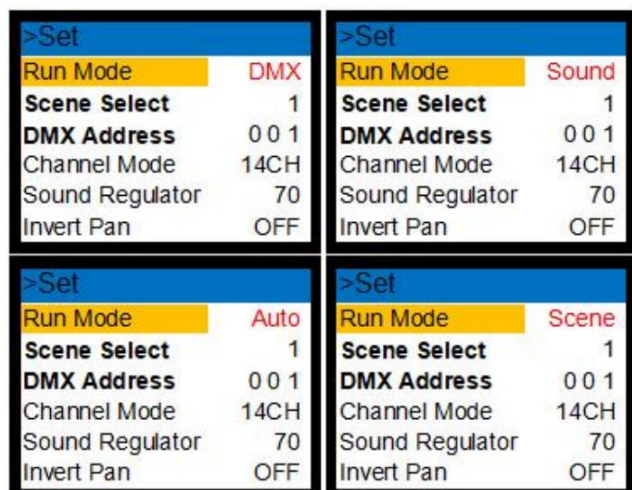 >Set
Run Mode DMX
Scene Select 1
DMX Address 0 0 1
Channel Mode 14CH
Sound Regulator 70
Invert Pan OFF
>Set
Run Mode Sound
Scene Select 1
DMX Address 0 0 1
Channel Mode 14CH
Sound Regulator 70
Invert Pan OFF
>Set
Run Mode Auto
Scene Select 1
DMX Address 0 0 1
Channel Mode 14CH
Sound Regulator 70
Invert Pan OFF
>Set
Run Mode Scene
Scene Select 1
DMX Address 0 0 1
Channel Mode 14CH
Sound Regulator 70
Invert Pan OFF